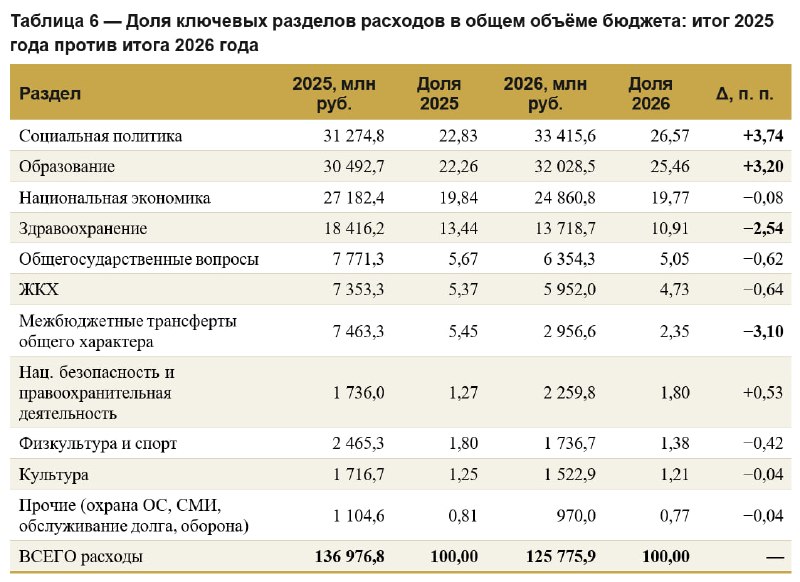 Таблица 6 — Доля ключевых разделов расходов в общем объёме бюджета: итог 2025
года против итога 2026 года
Раздел 2025, млн руб. Доля 2025 2026, млн руб. Доля 2026 Δ, п. п.
Социальная политика 31 274,8 22,83 33 415,6 26,57 +3,74
Образование 30 492,7 22,26 32 028,5 25,46 +3,20
Национальная экономика 27 182,4 19,84 24 860,8 19,77 −0,08
Здравоохранение 18 416,2 13,44 13 718,7 10,91 −2,54
Общегосударственные вопросы 7 771,3 5,67 6 354,3 5,05 −0,62
ЖКХ 7 353,3 5,37 5 952,0 4,73 −0,64
Межбюджетные трансферты
общего характера 7 463,3 5,45 2 956,6 2,35 −3,10
Нац. безопасность и
правоохранительная
деятельность 1 736,0 1,27 2 259,8 1,80 +0,53
Физкультура и спорт 2 465,3 1,80 1 736,7 1,38 −0,42
Культура 1 716,7 1,25 1 522,9 1,21 −0,04
Прочие (охрана ОС, СМИ,
обслуживание долга, оборона) 1 104,6 0,81 970,0 0,77 −0,04
ВСЕГО расходы 136 976,8 100,00 125 775,9 100,00 —